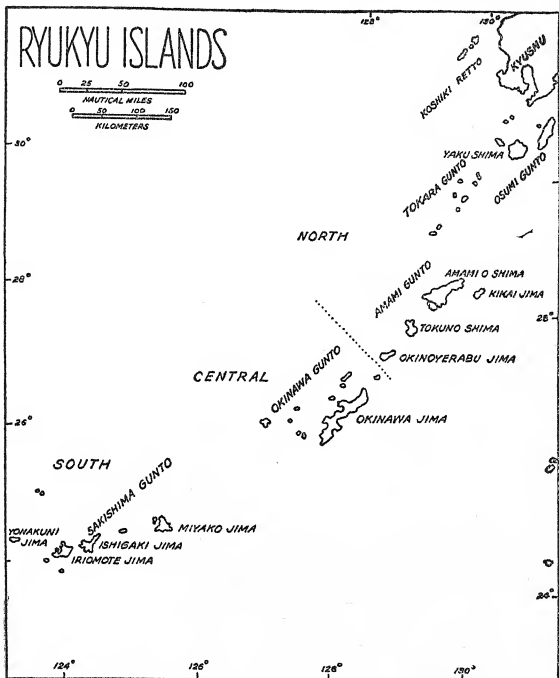 128°
130°
RYUKYU ISLANDS
0 25 50 100
NAUTICAL MILES
0 50 100 150
KILOMETERS
KYUSHU
KOSHIKI RETTO
30°
YAKU SHIMA
OSUMI GUNTO
TOKARA GUNTO
30°
NORTH
28°
AMAMI GUNTO
AMAMI O SHIMA
KIKAI JIMA
28°
TOKUNO SHIMA
OKINOYERABU JIMA
CENTRAL
OKINAWA GUNTO
OKINAWA JIMA
26°
SOUTH
SAKISHIMA GUNTO
YONAKUNI
JIMA
MIYAKO JIMA
ISHIGAKI JIMA
IRIOMOTE JIMA
24°
124°
126°
128°
130°